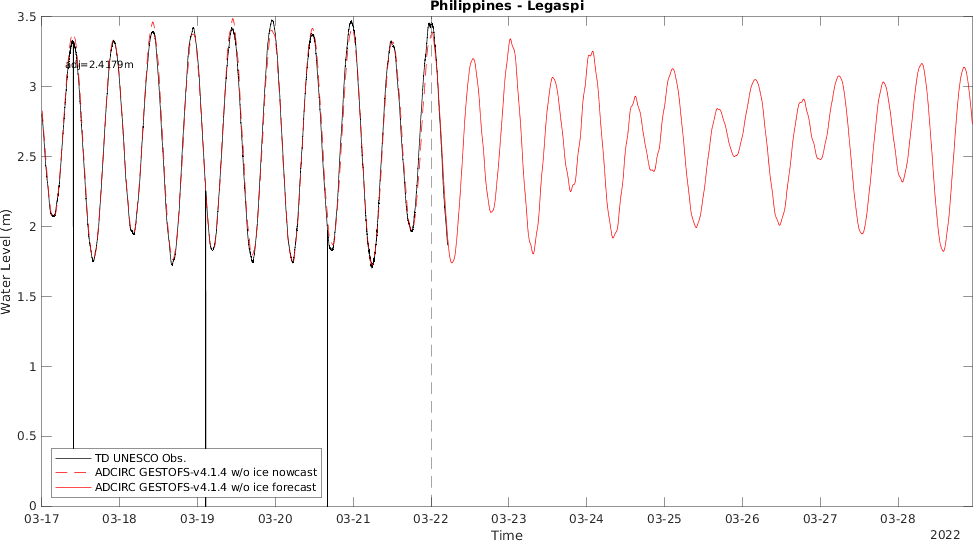 Philippines - Legaspi
3.5
3
2.5
2
1.5
1
0.5
0
Water Level (m)
adj=2.4179m
TD UNESCO Obs.
ADCIRC GESTOFS-v4.1.4 w/o ice nowcast
ADCIRC GESTOFS-v4.1.4 w/o ice forecast
03-17 03-18 03-19 03-20 03-21 03-22 03-23 03-24 03-25 03-26 03-27 03-28
Time
2022